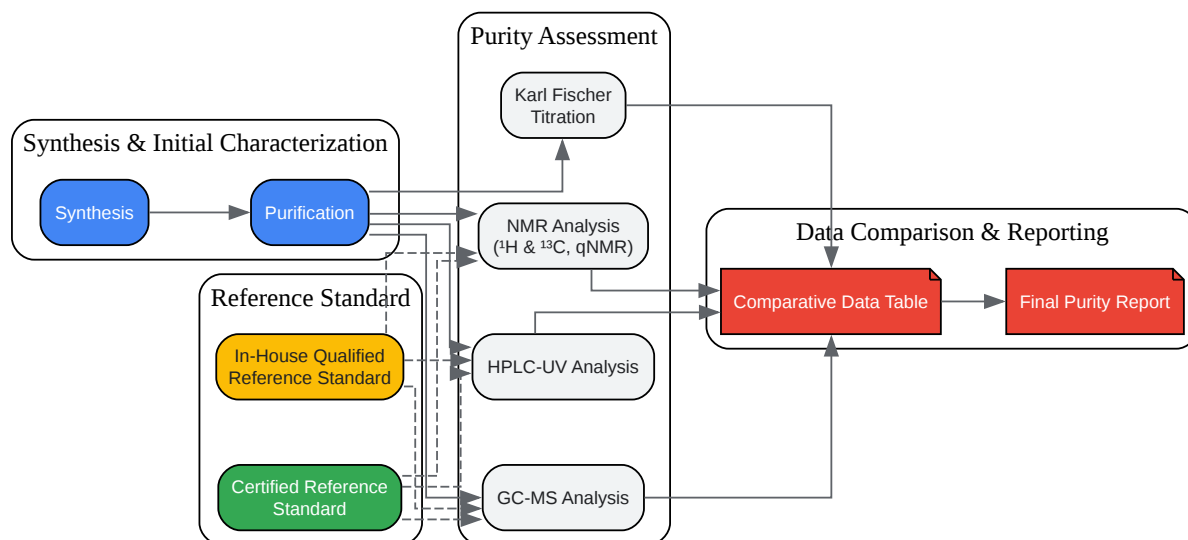 Synthesis & Initial Characterization
Synthesis
Purification
Reference Standard
In-House Qualified
Reference Standard
Certified Reference
Standard
Purity Assessment
Karl Fischer
Titration
NMR Analysis
(¹H & ¹³C, qNMR)
HPLC-UV Analysis
GC-MS Analysis
Data Comparison & Reporting
Comparative Data Table
Final Purity Report